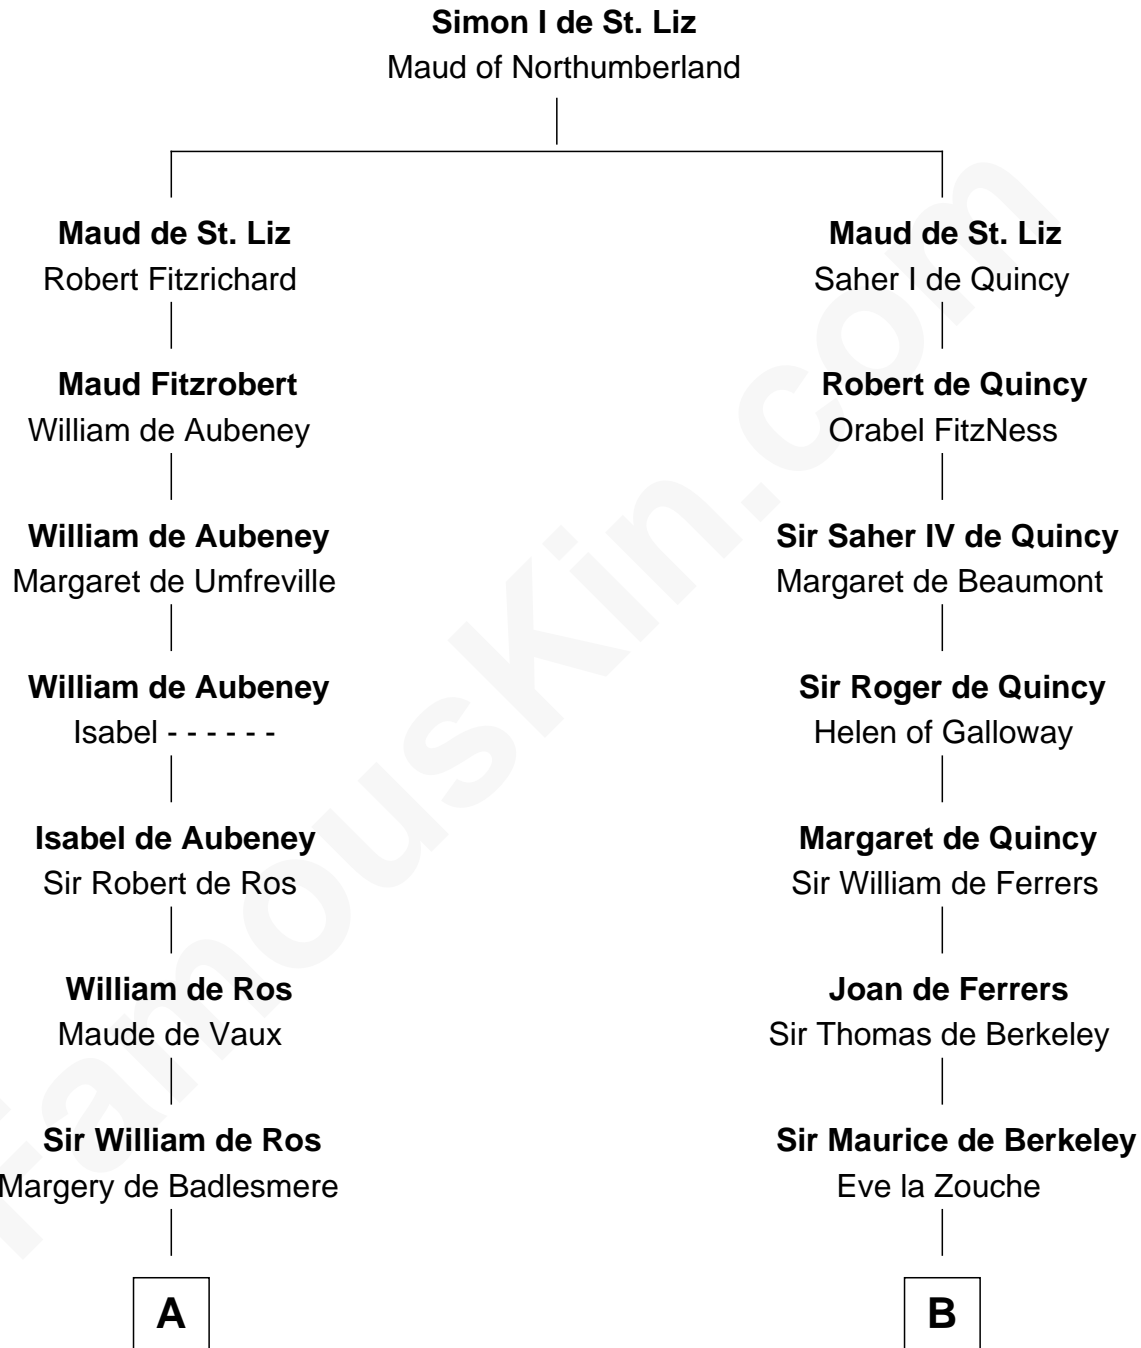 Simon I de St. Liz
Maud of Northumberland
Maud de St. Liz
Robert Fitzrichard
Maud Fitzrobert
William de Aubeney
William de Aubeney
Margaret de Umfreville
William de Aubeney
Isabel - - - - - -
Isabel de Aubeney
Sir Robert de Ros
William de Ros
Maude de Vaux
Sir William de Ros
Margery de Badlesmere
A
Maud de St. Liz
Saher I de Quincy
Robert de Quincy
Orabel FitzNess
Sir Saher IV de Quincy
Margaret de Beaumont
Sir Roger de Quincy
Helen of Galloway
Margaret de Quincy
Sir William de Ferrers
Joan de Ferrers
Sir Thomas de Berkeley
Sir Maurice de Berkeley
Eve la Zouche
B
FamousKin.com